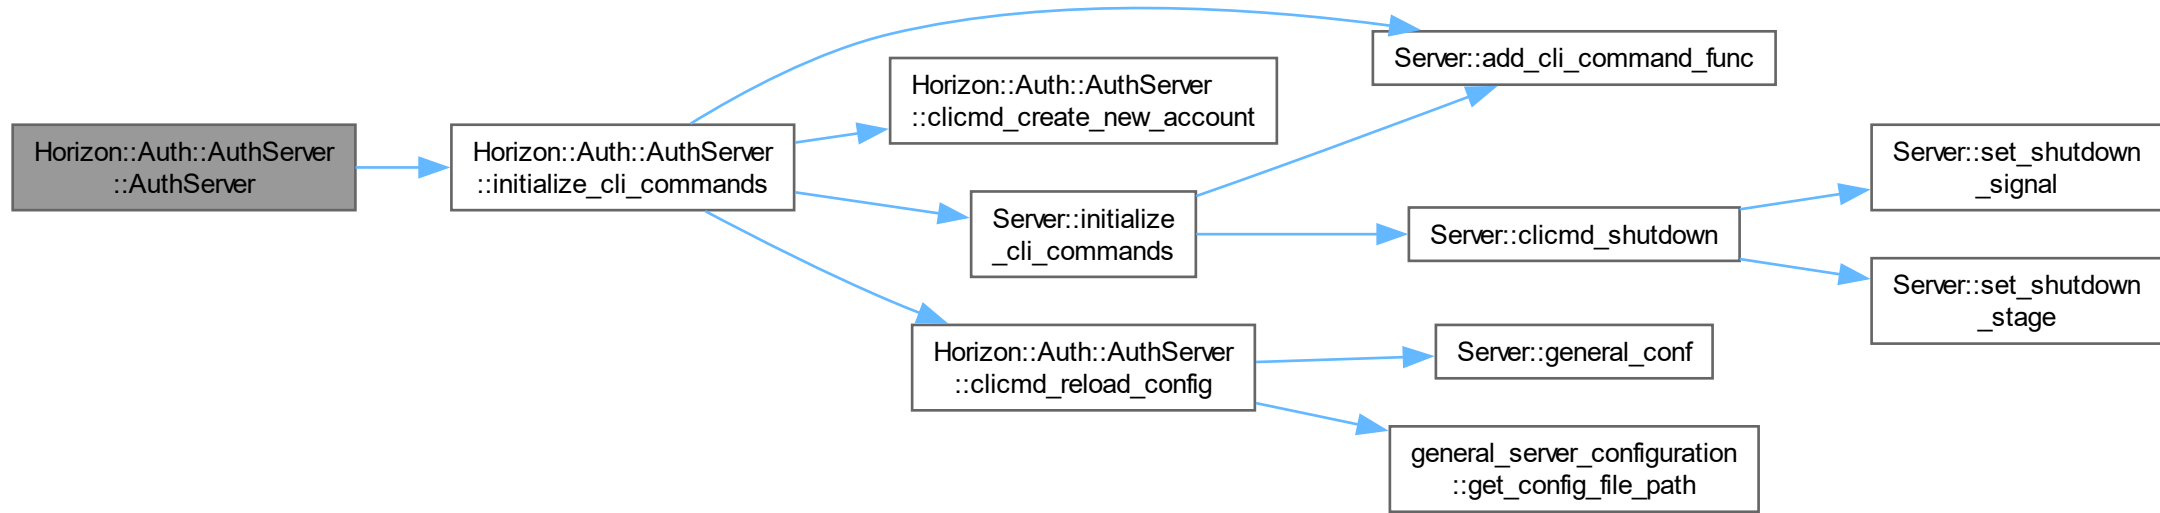 Horizon::Auth::AuthServer
::AuthServer
Horizon::Auth::AuthServer
::initialize_cli_commands
Server::add_cli_command_func
Horizon::Auth::AuthServer
::clicmd_create_new_account
Server::initialize
_cli_commands
Server::clicmd_shutdown
Server::set_shutdown
_signal
Server::set_shutdown
_stage
Horizon::Auth::AuthServer
::clicmd_reload_config
Server::general_conf
general_server_configuration
::get_config_file_path